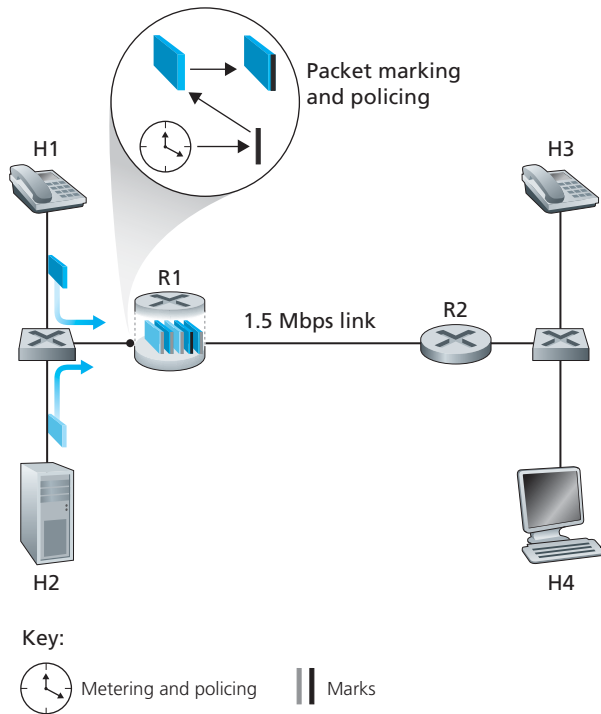 Packet marking
and policing
H1
H3
R1
1.5 Mbps link
R2
H2
H4
Key:
Metering and policing
Marks